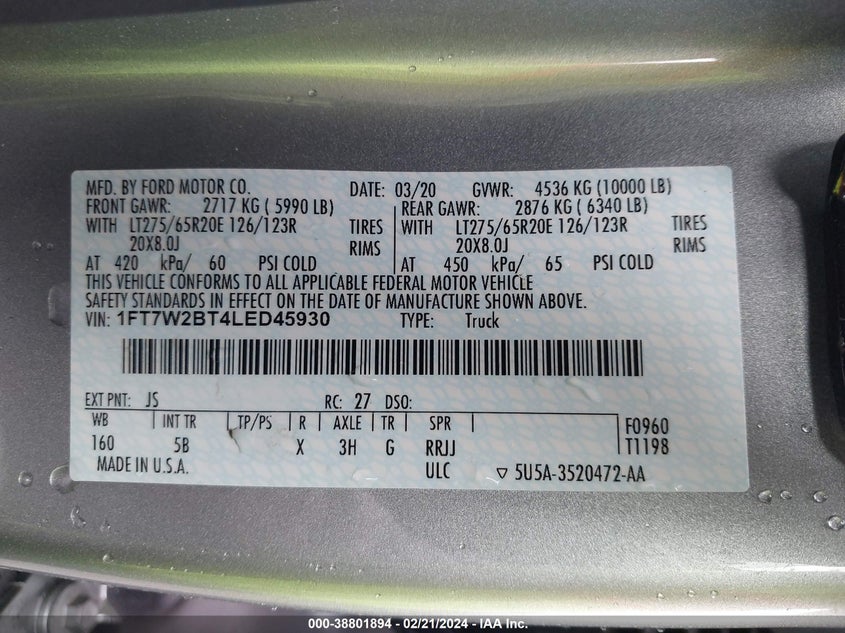 MFD. BY FORD MOTOR CO. DATE: 03/20 GVWR: 4536 KG (10000 LB)
FRONT GAWR: 2717 KG ( 5990 LB) REAR GAWR: 2876 KG ( 6340 LB)
WITH LT275/65R20E 126/123R TIRES WITH LT275/65R20E 126/123R TIRES
20X8.0J RIMS 20X8.0J RIMS
AT 420 kPa/ 60 PSI COLD AT 450 kPa/ 65 PSI COLD
THIS VEHICLE CONFORMS TO ALL APPLICABLE FEDERAL MOTOR VEHICLE
SAFETY STANDARDS IN EFFECT ON THE DATE OF MANUFACTURE SHOWN ABOVE.
VIN: 1FT7W2BT4LED45930 TYPE: Truck
EXT PNT: JS RC: 27 DSO:
WB INT TR TP/PS R AXLE TR SPR F0960
160 5B X 3H G RRJJ T1198
MADE IN U.S.A. ULC ▽ 5U5A-3520472-AA
000-38801894 - 02/21/2024 - IAA Inc.